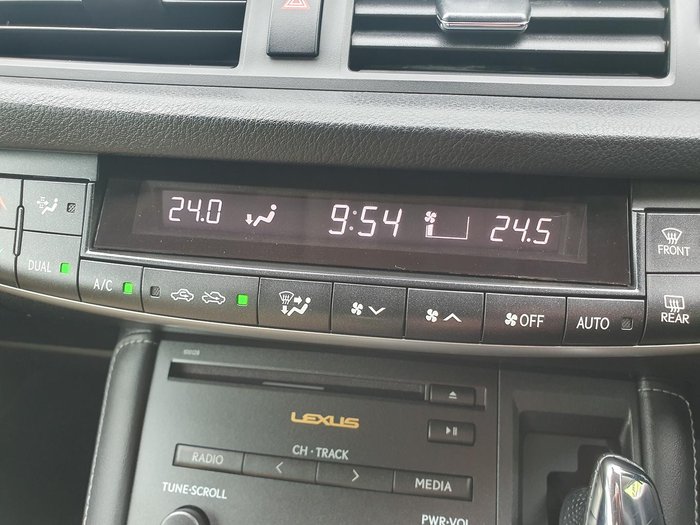 24.0 9:54 24.5
FRONT
DUAL A/C OFF AUTO REAR
LEXUS
CH · TRACK
RADIO < > MEDIA
TUNE·SCROLL PWR·VOL